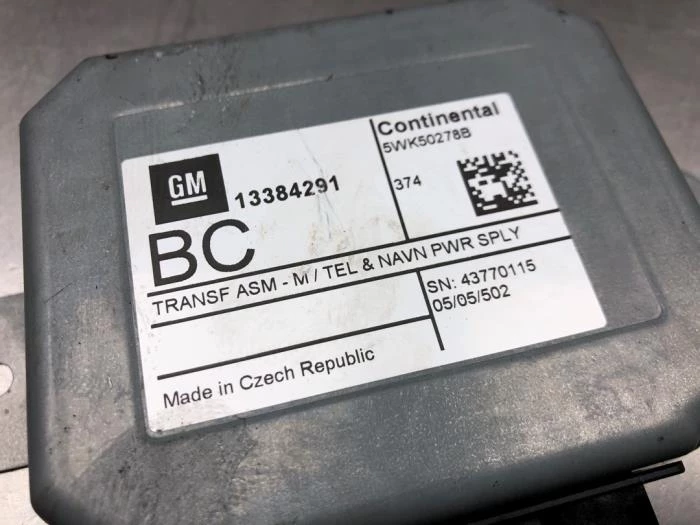 GM
13384291
BC
Continental
5WK50278B
374
TRANSF ASM - M / TEL & NAVN PWR SPLY
SN: 43770115
05/05/502
Made in Czech Republic